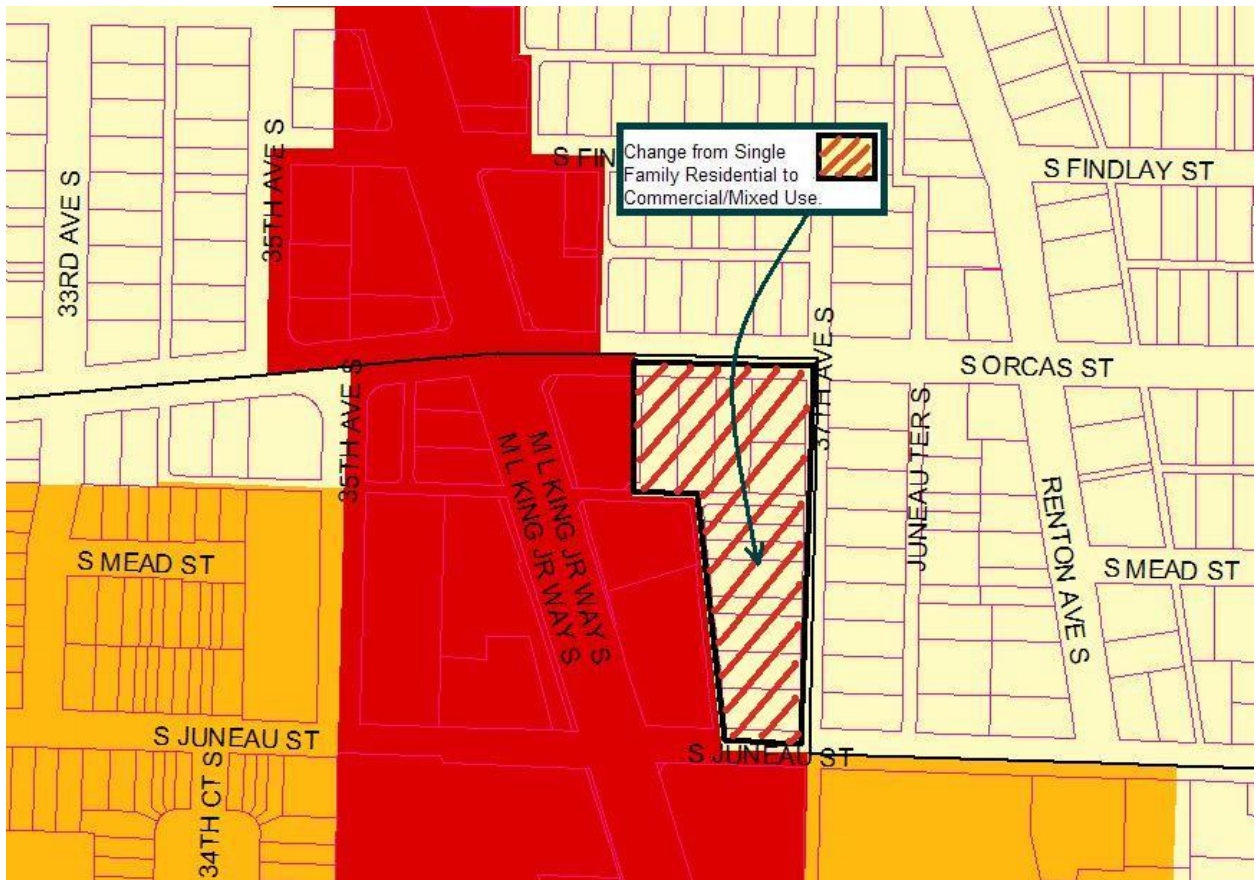 33RD AVE S
35TH AVE S
S FIN
Change from Single
Family Residential to
Commercial/Mixed Use.
S FINDLAY ST
35TH AVE S
M L KING JR WAY S
M L KING JR WAY S
37TH AVE S
S ORCAS ST
JUNEAU TER S
RENTON AVE S
S MEAD ST
S MEAD ST
S JUNEAU ST
34TH CT S
S JUNEAU ST